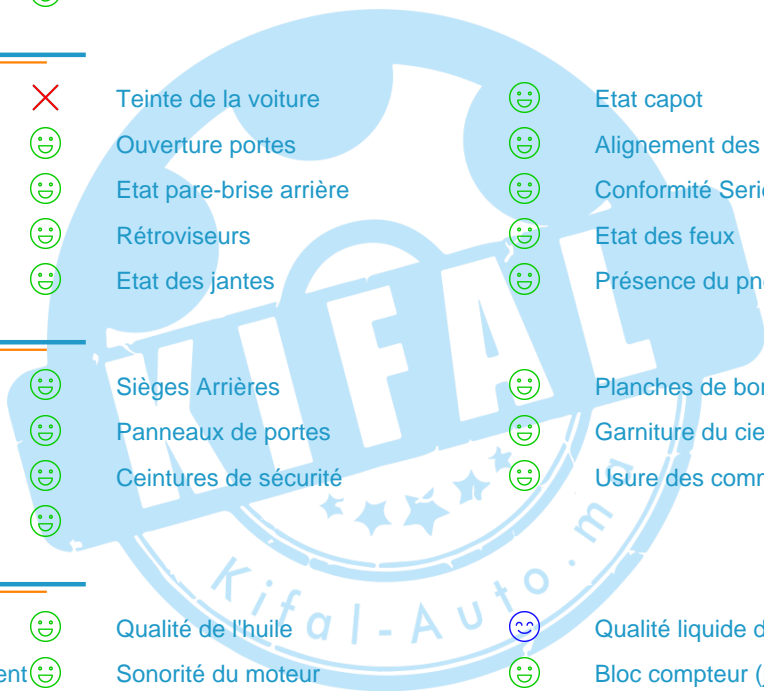 Teinte de la voiture Etat capot
Ouverture portes Alignement des
Etat pare-brise arrière Conformité Seri
Rétroviseurs Etat des feux
Etat des jantes Présence du pn
KIFAL
Sièges Arrières Planches de bor
Panneaux de portes Garniture du cie
Ceintures de sécurité Usure des com
Kifal-Auto.m
Qualité de l'huile Qualité liquide d
ent Sonorité du moteur Bloc compteur (